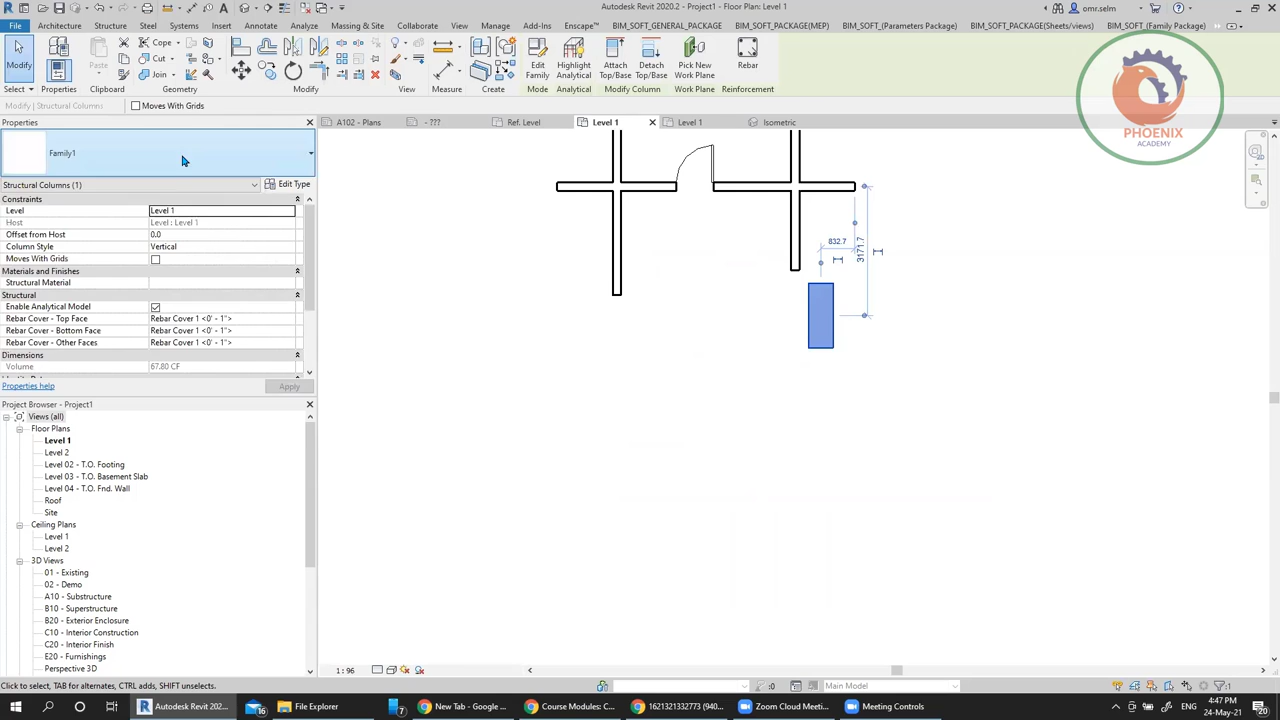 Autodesk Revit 2020.2 - Project1 - Floor Plan: Level 1
omr.selm
File Architecture Structure Steel Systems Insert Annotate Analyze Massing & Site Collaborate View Manage Add-Ins Enscape™ BIM_SOFT_GENERAL_PACKAGE BIM_SOFT_PACKAGE(MEP) BIM_SOFT_(Parameters Package) BIM_SOFT_PACKAGE(Sheets/views) BIM_SOFT_(Family Package)
Cope
Cut
Join
Modify Paste Edit Family Highlight Analytical Attach Top/Base Detach Top/Base Pick New Work Plane Rebar
Select Properties Clipboard Geometry Modify View Measure Create Mode Analytical Modify Column Work Plane Reinforcement
Modify | Structural Columns Moves With Grids
PHOENIX
ACADEMY
Properties
A102 - Plans - ??? Ref. Level Level 1 Level 1 Isometric
Family1
Structural Columns (1) Edit Type
Constraints
Level Level 1
Host Level : Level 1
Offset from Host 0.0
Column Style Vertical
Moves With Grids
Materials and Finishes
Structural Material
Structural
Enable Analytical Model
Rebar Cover - Top Face Rebar Cover 1 <0' - 1">
Rebar Cover - Bottom Face Rebar Cover 1 <0' - 1">
Rebar Cover - Other Faces Rebar Cover 1 <0' - 1">
Dimensions
Volume 67.80 CF
Properties help Apply
832.7
3171.7
Project Browser - Project1
Views (all)
Floor Plans
Level 1
Level 2
Level 02 - T.O. Footing
Level 03 - T.O. Basement Slab
Level 04 - T.O. Fnd. Wall
Roof
Site
Ceiling Plans
Level 1
Level 2
3D Views
01 - Existing
02 - Demo
A10 - Substructure
B10 - Superstructure
B20 - Exterior Enclosure
C10 - Interior Construction
C20 - Interior Finish
E20 - Furnishings
Perspective 3D
1 : 96
Click to select, TAB for alternates, CTRL adds, SHIFT unselects.
:0 Main Model :1
Autodesk Revit 202... 16 File Explorer 7 New Tab - Google ... Course Modules: C... 1621321332773 (940... Zoom Cloud Meetin... Meeting Controls
ENG 4:47 PM
24-May-21
20